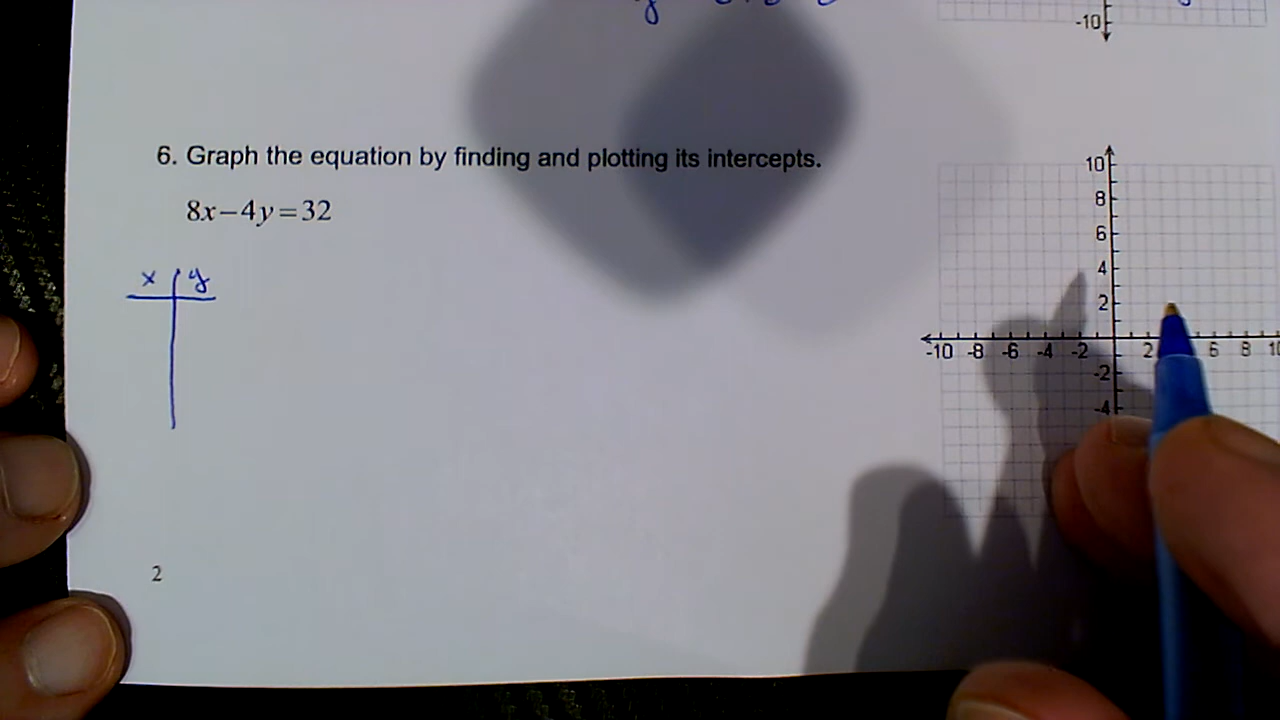 -10
6. Graph the equation by finding and plotting its intercepts.
8x−4y=32
x y
10
8
6
4
2
-10 -8 -6 -4 -2 2 6 8 10
-2
-4
2